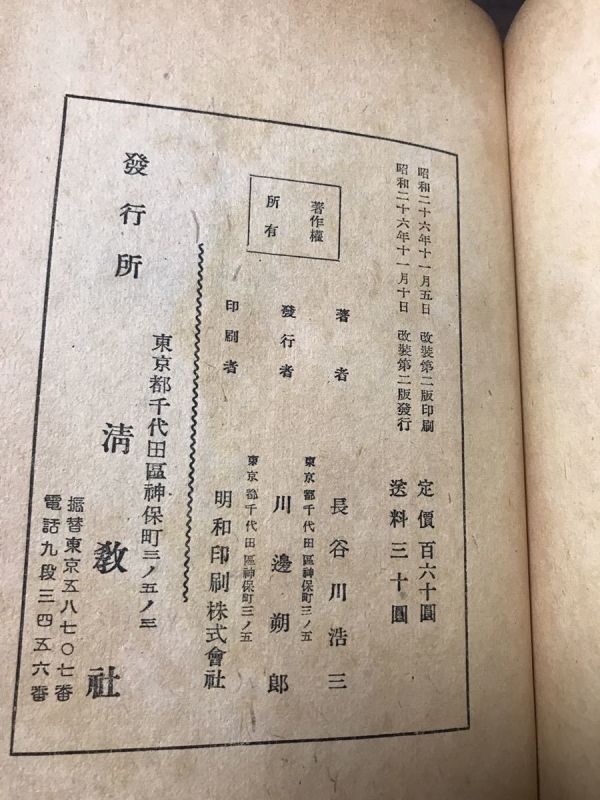 昭和二十六年十一月五日 改裝第二版印刷
昭和二十六年十一月十日 改裝第二版發行
定價百六十圓
送料三十圓
著作權
所有
著者
長谷川浩三
東京都千代田區神保町三ノ五
發行者
川邊朔郎
東京都千代田區神保町三ノ五
印刷者
明和印刷株式會社
東京都千代田區神保町三ノ五ノ三
發行所
淸敎社
振替東京五八七〇七番
電話九段三四五六番